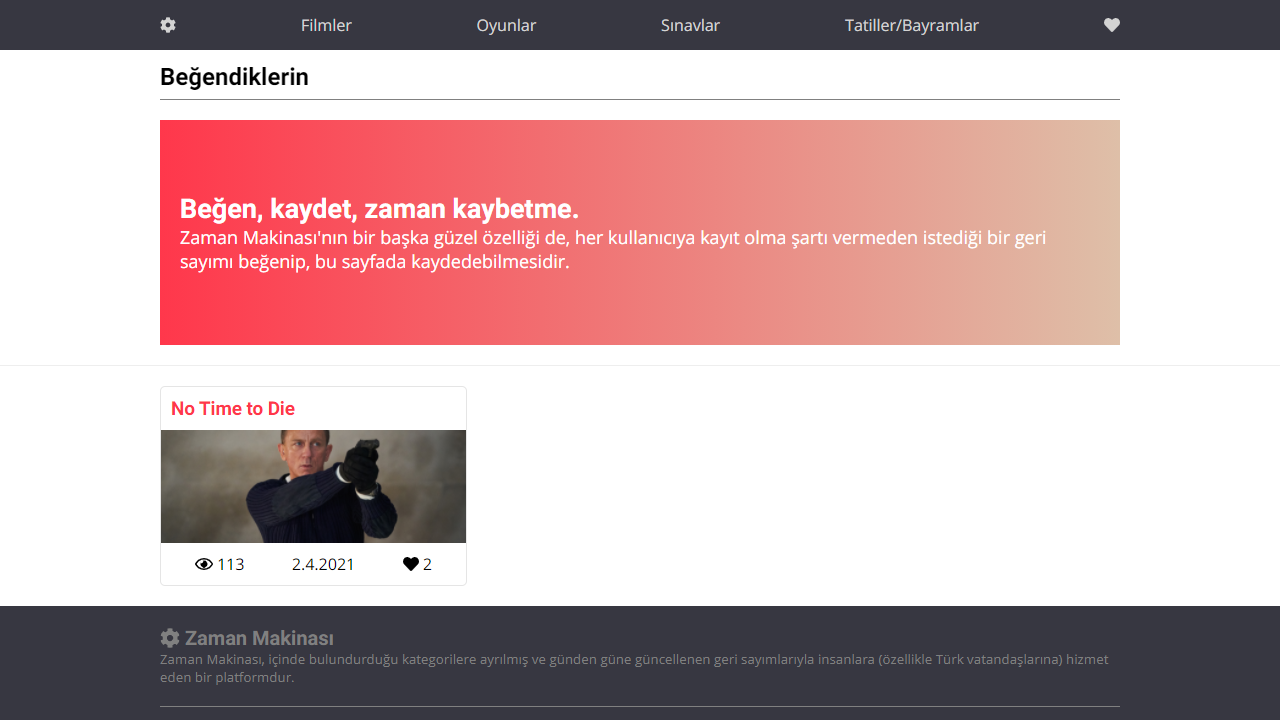 Filmler Oyunlar Sınavlar Tatiller/Bayramlar
Beğendiklerin
Beğen, kaydet, zaman kaybetme.
Zaman Makinası'nın bir başka güzel özelliği de, her kullanıcıya kayıt olma şartı vermeden istediği bir geri
sayımı beğenip, bu sayfada kaydedebilmesidir.
No Time to Die
113 2.4.2021 2
Zaman Makinası
Zaman Makinası, içinde bulundurduğu kategorilere ayrılmış ve günden güne güncellenen geri sayımlarıyla insanlara (özellikle Türk vatandaşlarına) hizmet
eden bir platformdur.